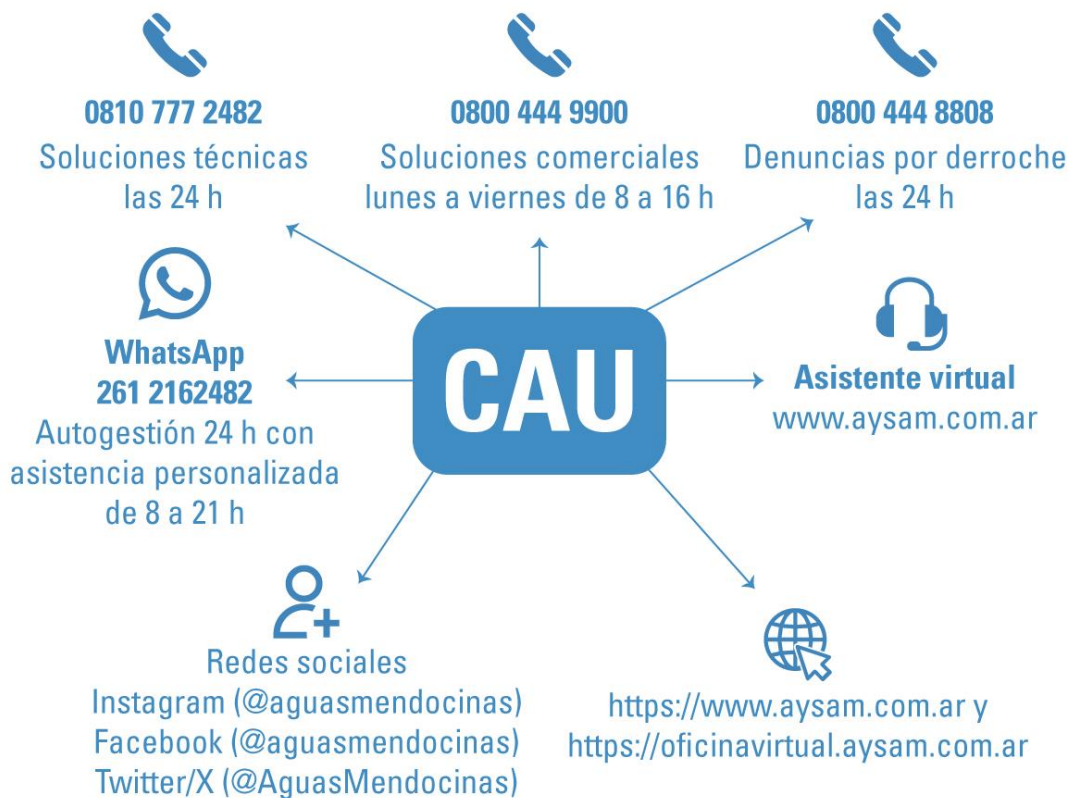 0810 777 2482
Soluciones técnicas
las 24 h
0800 444 9900
Soluciones comerciales
lunes a viernes de 8 a 16 h
0800 444 8808
Denuncias por derroche
las 24 h
WhatsApp
261 2162482
Autogestión 24 h con
asistencia personalizada
de 8 a 21 h
CAU
Asistente virtual
www.aysam.com.ar
Redes sociales
Instagram (@aguasmendocinas)
Facebook (@aguasmendocinas)
Twitter/X (@AguasMendocinas)
https://www.aysam.com.ar y
https://oficinavirtual.aysam.com.ar